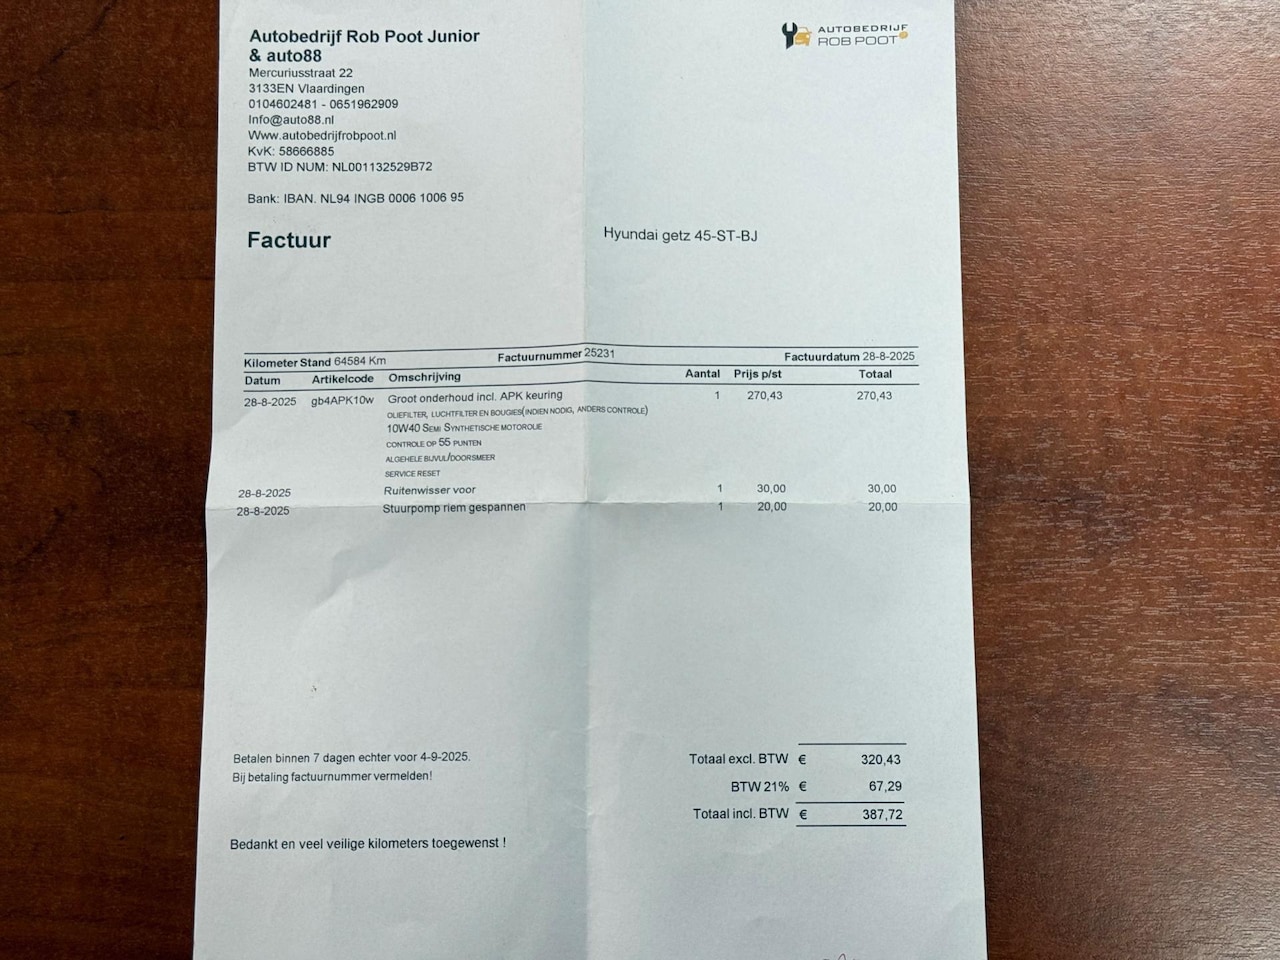 Autobedrijf Rob Poot Junior
& auto88
Mercuriusstraat 22
3133EN Vlaardingen
0104602481 - 0651962909
Info@auto88.nl
Www.autobedrijfrobpoot.nl
KvK: 58666885
BTW ID NUM: NL001132529B72
Bank: IBAN. NL94 INGB 0006 1006 95
AUTOBEDRIJF
ROB POOT
Factuur
Hyundai getz 45-ST-BJ
Kilometer Stand 64584 Km Factuurnummer 25231 Factuurdatum 28-8-2025
Datum Artikelcode Omschrijving Aantal Prijs p/st Totaal
28-8-2025 gb4APK10w Groot onderhoud incl. APK keuring 1 270,43 270,43
OLIEFILTER, LUCHTFILTER EN BOUGIES(INDIEN NODIG, ANDERS CONTROLE)
10W40 SEMI SYNTHETISCHE MOTOROLIE
CONTROLE OP 55 PUNTEN
ALGEHELE BIJVUL/DOORSMEER
SERVICE RESET
28-8-2025 Ruitenwisser voor 1 30,00 30,00
28-8-2025 Stuurpomp riem gespannen 1 20,00 20,00
Betalen binnen 7 dagen echter voor 4-9-2025.
Bij betaling factuurnummer vermelden!
Totaal excl. BTW € 320,43
BTW 21% € 67,29
Totaal incl. BTW € 387,72
Bedankt en veel veilige kilometers toegewenst !